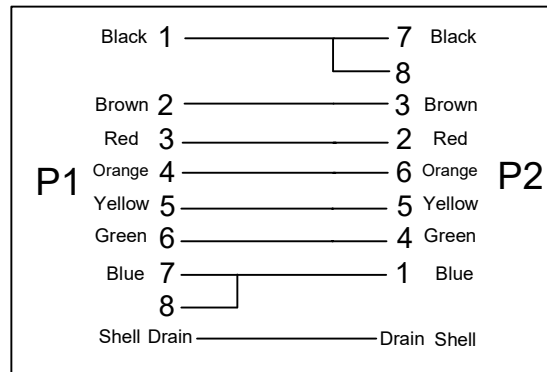 Black 1 7 Black
8
Brown 2 3 Brown
Red 3 2 Red
P1 Orange 4 6 Orange P2
Yellow 5 5 Yellow
Green 6 4 Green
Blue 7 1 Blue
8
Shell Drain Drain Shell